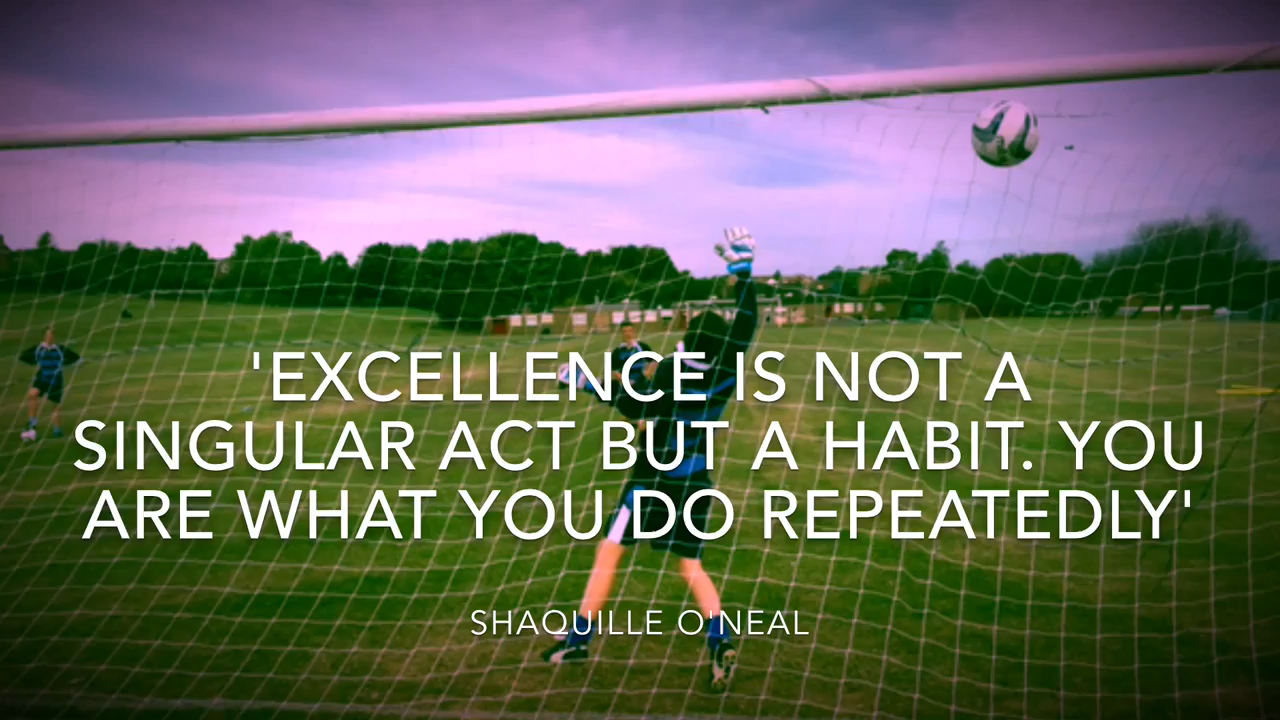 'EXCELLENCE IS NOT A
SINGULAR ACT BUT A HABIT. YOU
ARE WHAT YOU DO REPEATEDLY'
SHAQUILLE O'NEAL